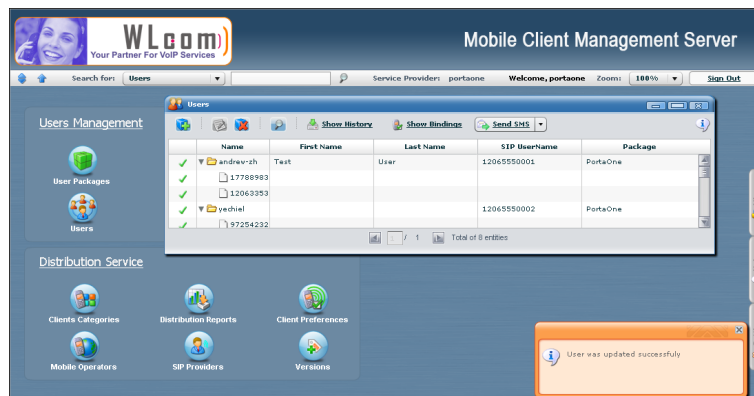 WLcom
Your Partner For VoIP Services
Mobile Client Management Server
Search for: Users Service Provider: portaone Welcome, portaone Zoom: 100% Sign Out
Users
Show History Show Bindings Send SMS
Name First Name Last Name SIP UserName Package
andrew-zh Test User 12065550001 PortaOne
17788983
12063353
yechiel 12065550002 PortaOne
97254232
1 / 1 Total of 8 entities
Users Management
User Packages
Users
Distribution Service
Clients Categories Distribution Reports Client Preferences
Mobile Operators SIP Providers Versions
User was updated successfuly